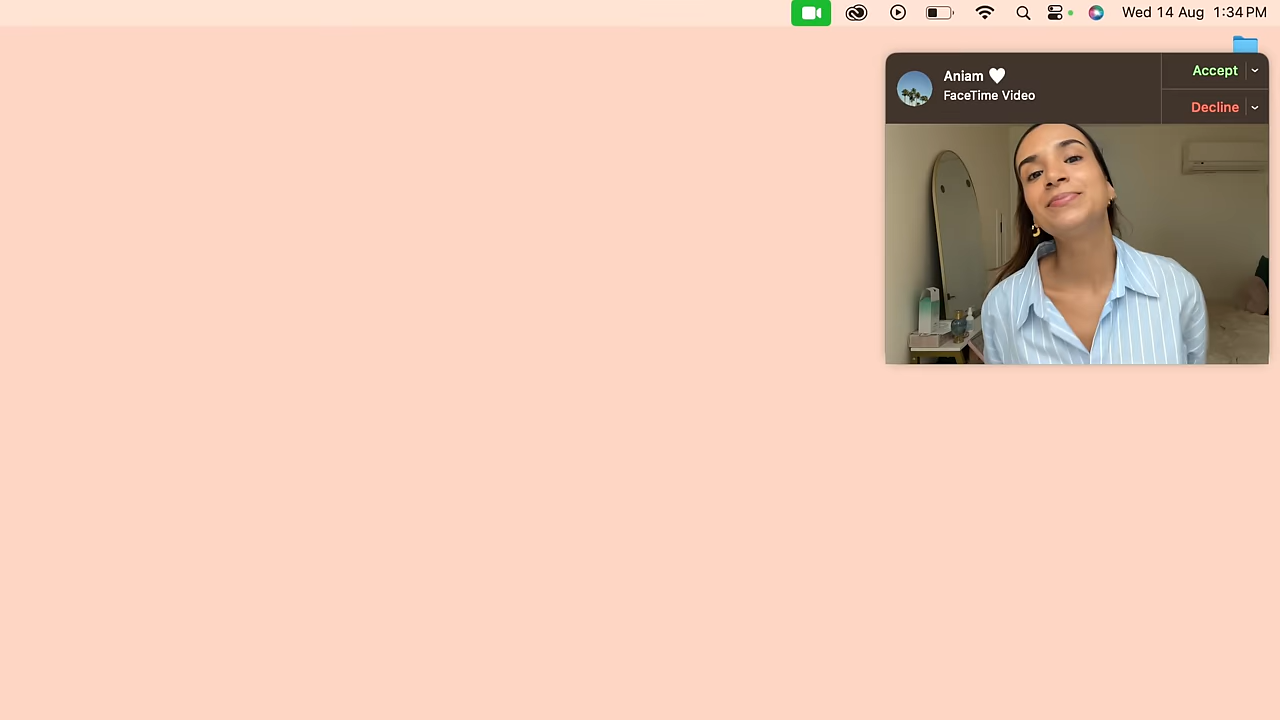 Wed 14 Aug 1:34 PM
Aniam 🤍
FaceTime Video
Accept
Decline